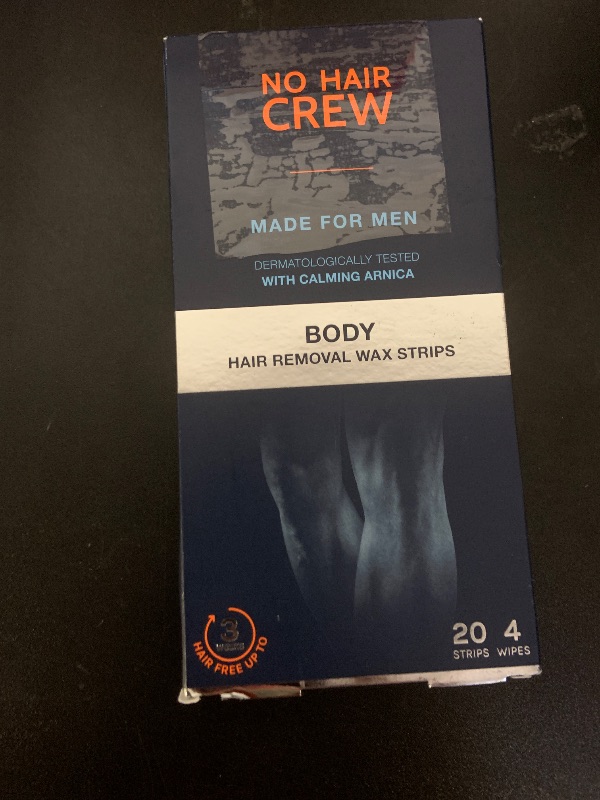 NO HAIR
CREW
MADE FOR MEN
DERMATOLOGICALLY TESTED
WITH CALMING ARNICA
BODY
HAIR REMOVAL WAX STRIPS
3
HAIR FREE UP TO
20 4
STRIPS WIPES